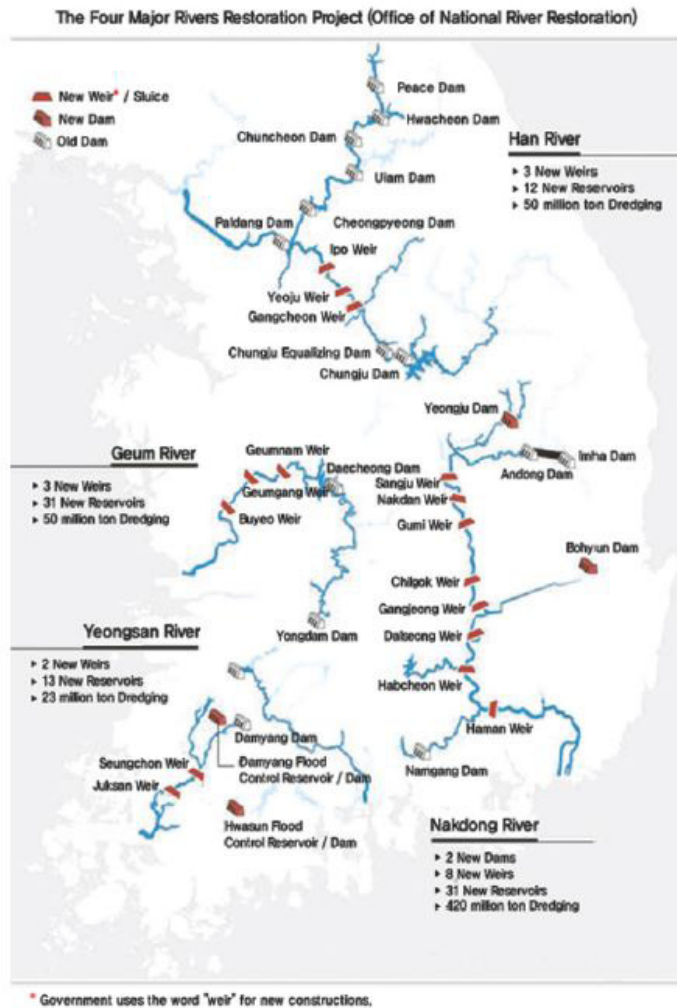 The Four Major Rivers Restoration Project (Office of National River Restoration)
New Weir* / Sluice
New Dam
Old Dam
Peace Dam
Hwacheon Dam
Chuncheon Dam
Uiam Dam
Paldang Dam
Cheongpyeong Dam
Ipo Weir
Yeoju Weir
Gangcheon Weir
Chungju Equalizing Dam
Chungju Dam
Han River
▸ 3 New Weirs
▸ 12 New Reservoirs
▸ 50 million ton Dredging
Yeongju Dam
Imha Dam
Andong Dam
Geum River
▸ 3 New Weirs
▸ 31 New Reservoirs
▸ 50 million ton Dredging
Geumnam Weir
Daecheong Dam
Geumgang Weir
Buyeo Weir
Yongdam Dam
Sangju Weir
Nakdan Weir
Gumi Weir
Bohyun Dam
Chilgok Weir
Gangjeong Weir
Dalseong Weir
Habcheon Weir
Haman Weir
Namgang Dam
Yeongsan River
▸ 2 New Weirs
▸ 13 New Reservoirs
▸ 23 million ton Dredging
Damyang Dam
Damyang Flood
Control Reservoir / Dam
Seungchon Weir
Juksan Weir
Hwasun Flood
Control Reservoir / Dam
Nakdong River
▸ 2 New Dams
▸ 8 New Weirs
▸ 31 New Reservoirs
▸ 420 million ton Dredging
* Government uses the word "weir" for new constructions.